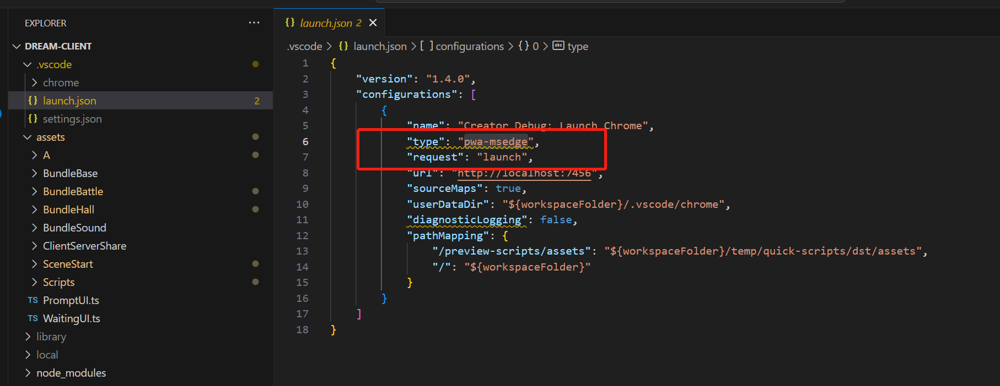 EXPLORER
···
DREAM-CLIENT
.vscode
chrome
{} launch.json 2
{} settings.json
assets
A
BundleBase
BundleBattle
BundleHall
BundleSound
ClientServerShare
SceneStart
Scripts
TS PromptUI.ts
TS WaitingUI.ts
library
local
node_modules
{} launch.json 2 ×
.vscode > {} launch.json > [ ] configurations > {} 0 > abc type
1 {
2 "version": "1.4.0",
3 "configurations": [
4 {
5 "name": "Creator Debug: Launch Chrome",
6 "type": "pwa-msedge",
7 "request": "launch",
8 "url": "http://localhost:7456",
9 "sourceMaps": true,
10 "userDataDir": "${workspaceFolder}/.vscode/chrome",
11 "diagnosticLogging": false,
12 "pathMapping": {
13 "/preview-scripts/assets": "${workspaceFolder}/temp/quick-scripts/dst/assets",
14 "/": "${workspaceFolder}"
15 }
16 }
17 ]
18 }